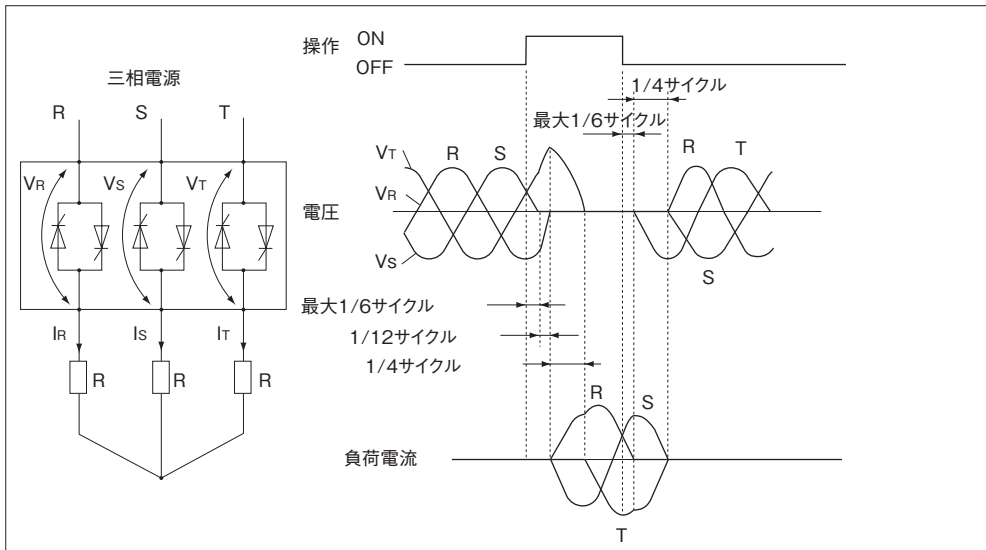 三相電源
R S T
VR VS VT
IR IS IT
R R R
操作 ON
OFF
1/4サイクル
最大1/6サイクル
VT R S R T
VR
電圧
VS
S
最大1/6サイクル
1/12サイクル
1/4サイクル
R S
負荷電流
T